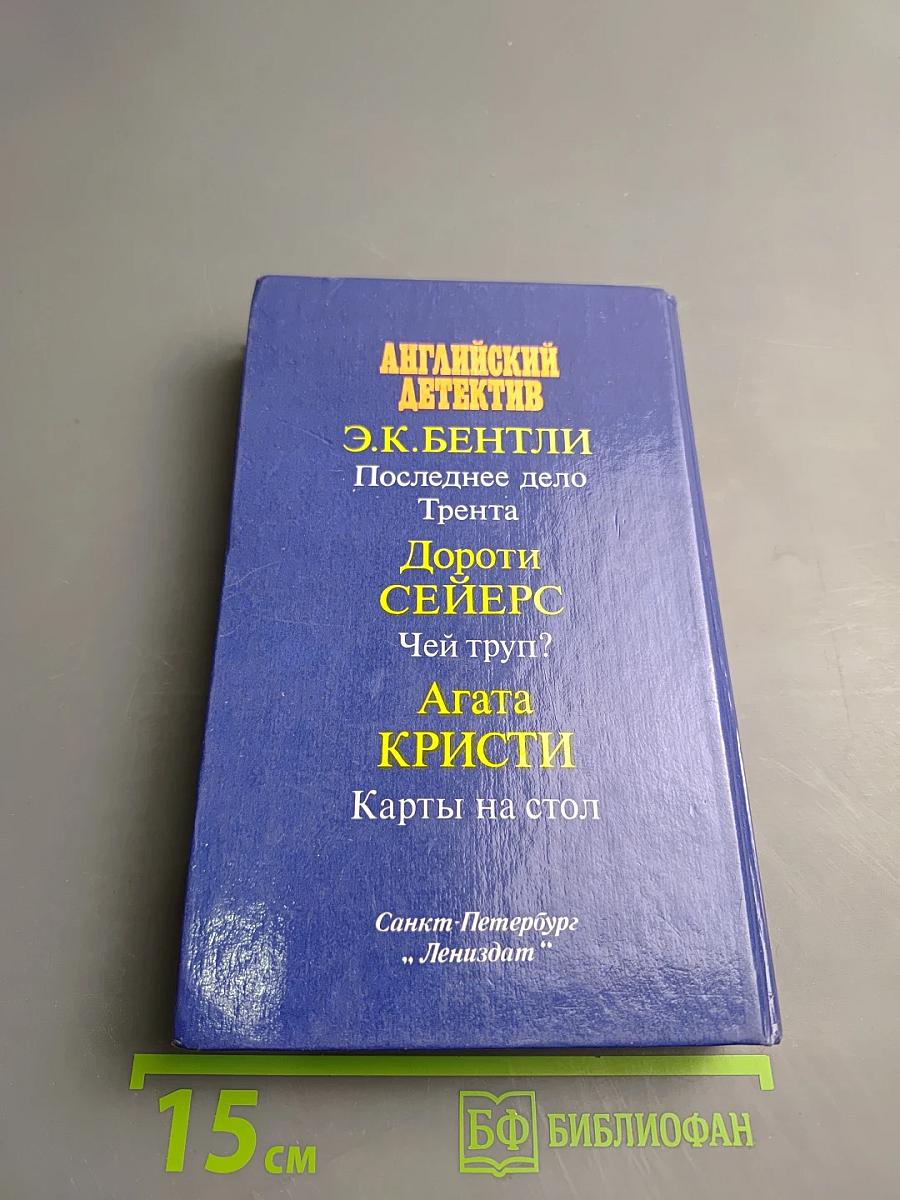 АНГЛИЙСКИЙ
ДЕТЕКТИВ
Э.К.БЕНТЛИ
Последнее дело
Трента
Дороти
СЕЙЕРС
Чей труп?
Агата
КРИСТИ
Карты на стол
Санкт-Петербург
„Лениздат“
15 см
БФ БИБЛИОФАН